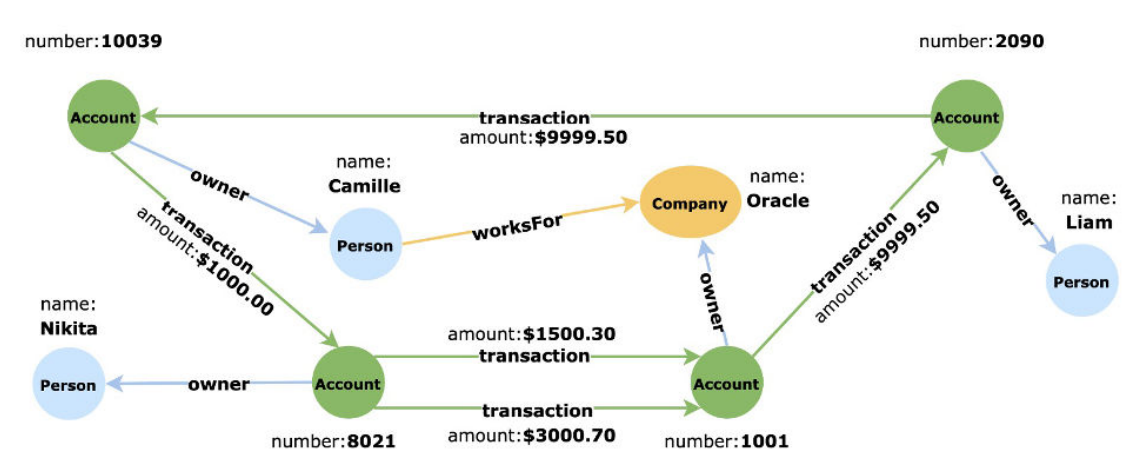 number:10039
number:2090
Account
transaction
amount:$9999.50
Account
name:
Camille
owner
name:
Oracle
Company
name:
Liam
owner
transaction
amount:$1000.00
Person
worksFor
transaction
amount:$9999.50
Person
name:
Nikita
owner
amount:$1500.30
transaction
Person
owner
Account
Account
transaction
amount:$3000.70
number:8021
number:1001